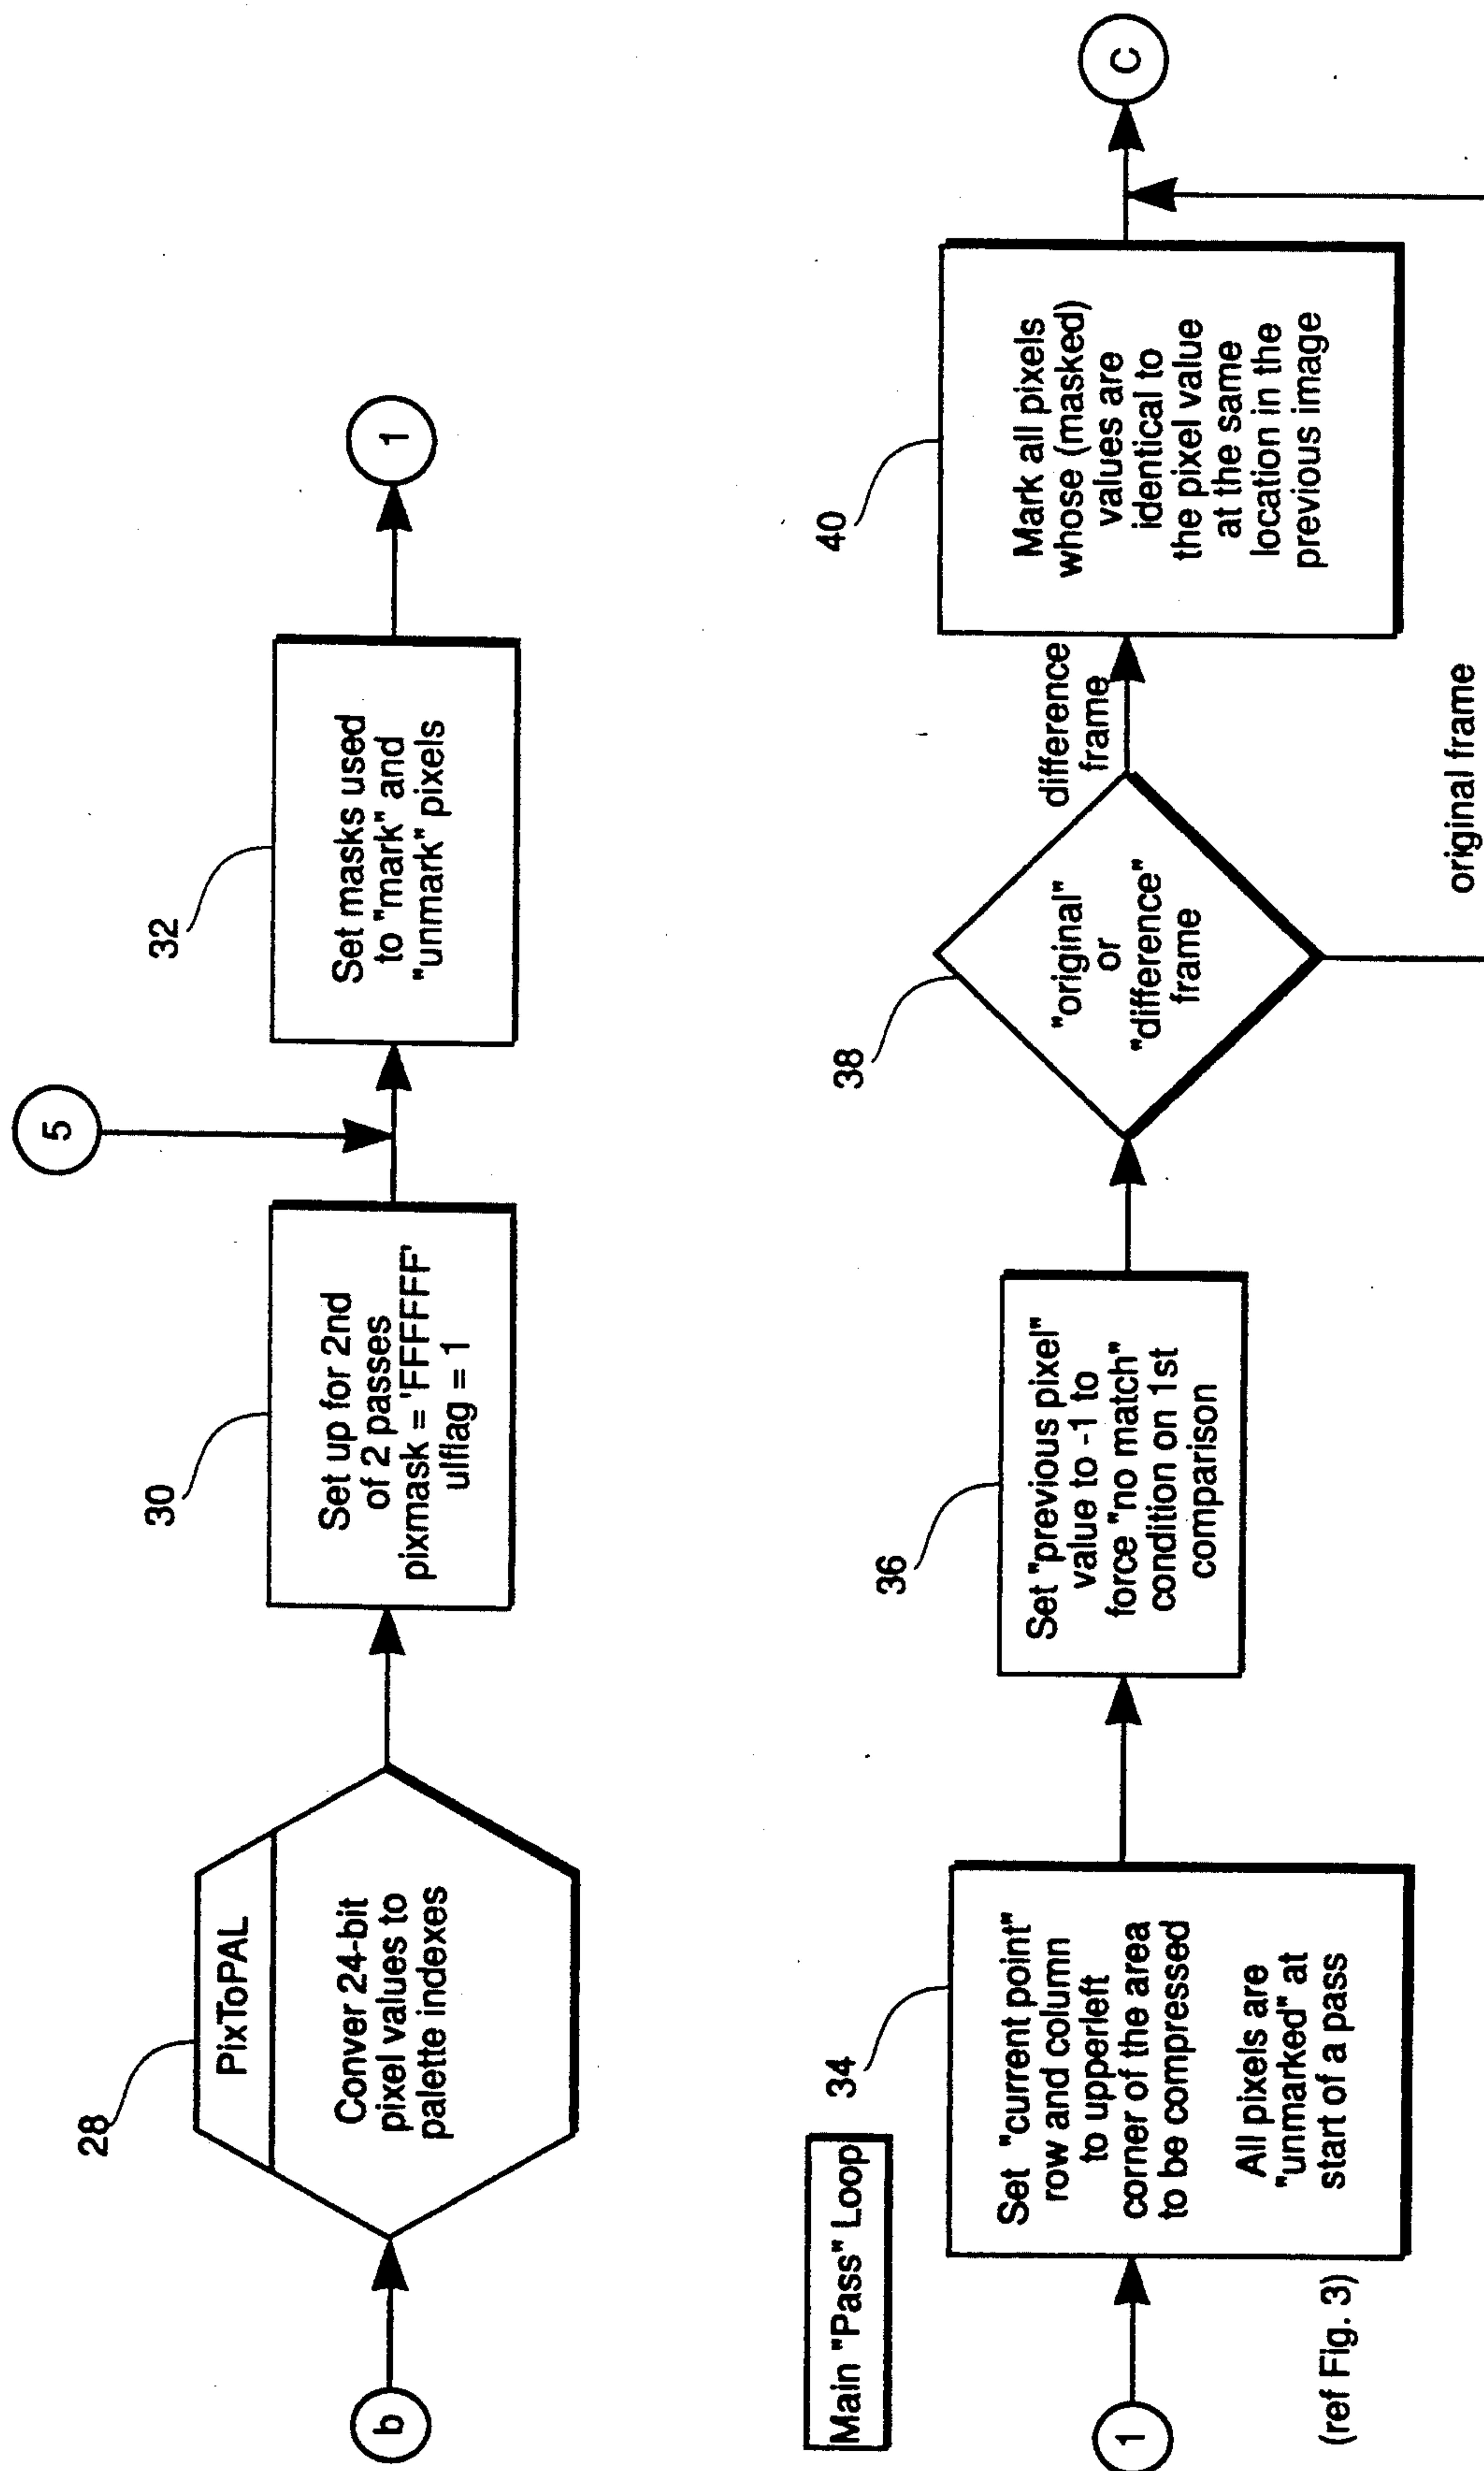 28
PixToPAL
Conver 24-bit
pixel values to
palette indexes
b
30
Set up for 2nd
of 2 passes
pixmask = 'FFFFFF'
ulflag = 1
5
32
Set masks used
to "mark" and
"unmark" pixels
1
Main "Pass" Loop
1
(ref Fig. 3)
34
Set "current point"
row and column
to upperleft
corner of the area
to be compressed
All pixels are
"unmarked" at
start of a pass
36
Set "previous pixel"
value to -1 to
force "no match"
condition on 1st
comparison
38
"original"
or
"difference"
frame
difference
frame
original frame
40
Mark all pixels
whose (masked)
values are
identical to
the pixel value
at the same
location in the
previous image
C